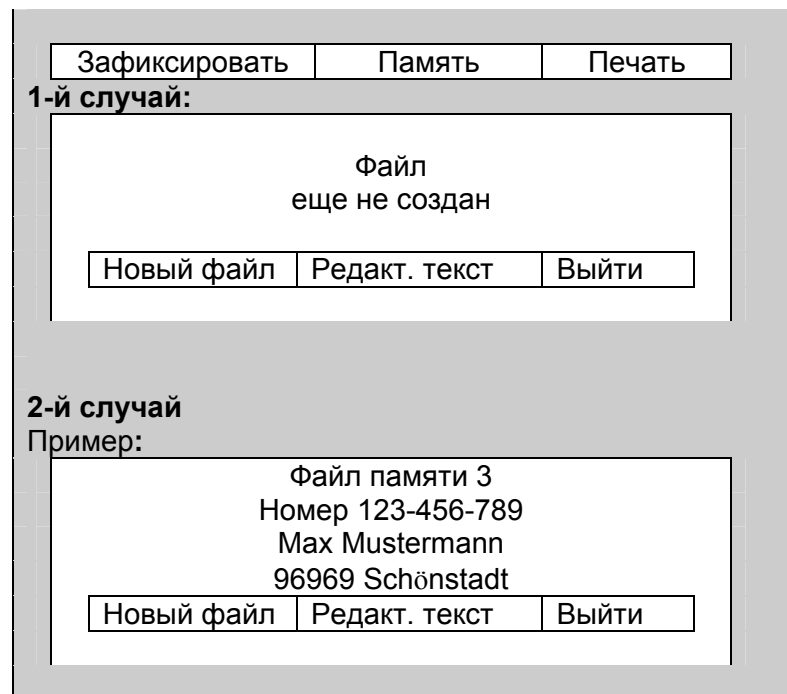 Зафиксировать Память Печать
1-й случай:
Файл
еще не создан
Новый файл Редакт. текст Выйти
2-й случай
Пример:
Файл памяти 3
Номер 123-456-789
Max Mustermann
96969 Schönstadt
Новый файл Редакт. текст Выйти